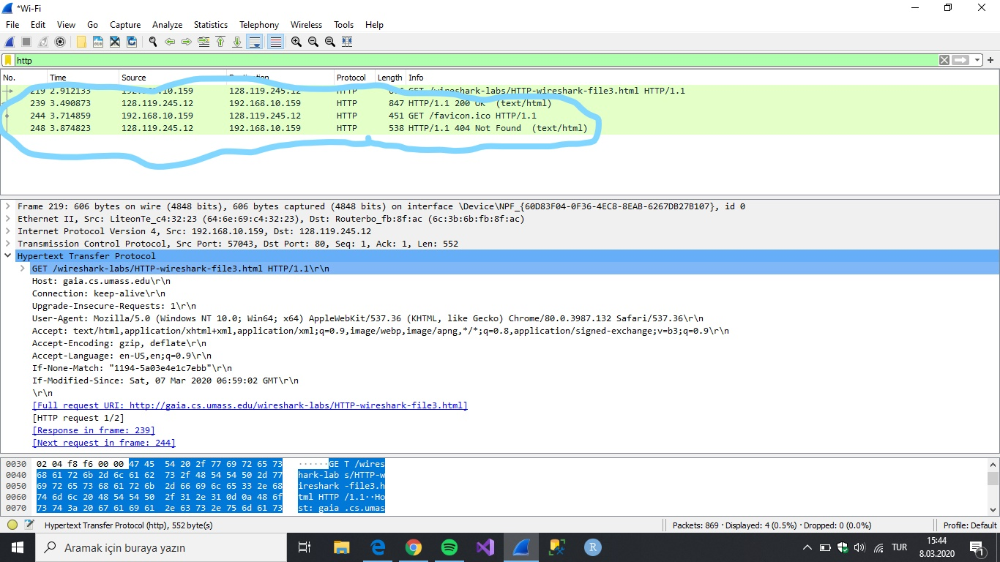 *Wi-Fi
File Edit View Go Capture Analyze Statistics Telephony Wireless Tools Help
http
No. Time Source Protocol Length Info
219 2.912133 192.168.10.159 128.119.245.12 HTTP GET /wireshark-labs/HTTP-wireshark-file3.html HTTP/1.1
239 3.490873 128.119.245.12 192.168.10.159 HTTP 847 HTTP/1.1 200 OK (text/html)
244 3.714859 192.168.10.159 128.119.245.12 HTTP 451 GET /favicon.ico HTTP/1.1
248 3.874823 128.119.245.12 192.168.10.159 HTTP 538 HTTP/1.1 404 Not Found (text/html)
Frame 219: 606 bytes on wire (4848 bits), 606 bytes captured (4848 bits) on interface \Device\NPF_{60D83F04-0F36-4EC8-8EAB-6267DB27B107}, id 0
Ethernet II, Src: LiteonTe_c4:32:23 (64:6e:69:c4:32:23), Dst: Routerbo_fb:8f:ac (6c:3b:6b:fb:8f:ac)
Internet Protocol Version 4, Src: 192.168.10.159, Dst: 128.119.245.12
Transmission Control Protocol, Src Port: 57043, Dst Port: 80, Seq: 1, Ack: 1, Len: 552
Hypertext Transfer Protocol
GET /wireshark-labs/HTTP-wireshark-file3.html HTTP/1.1\r\n
Host: gaia.cs.umass.edu\r\n
Connection: keep-alive\r\n
Upgrade-Insecure-Requests: 1\r\n
User-Agent: Mozilla/5.0 (Windows NT 10.0; Win64; x64) AppleWebKit/537.36 (KHTML, like Gecko) Chrome/80.0.3987.132 Safari/537.36\r\n
Accept: text/html,application/xhtml+xml,application/xml;q=0.9,image/webp,image/apng,*/*;q=0.8,application/signed-exchange;v=b3;q=0.9\r\n
Accept-Encoding: gzip, deflate\r\n
Accept-Language: en-US,en;q=0.9\r\n
If-None-Match: "1194-5a03e4e1c7ebb"\r\n
If-Modified-Since: Sat, 07 Mar 2020 06:59:02 GMT\r\n
\r\n
[Full request URI: http://gaia.cs.umass.edu/wireshark-labs/HTTP-wireshark-file3.html]
[HTTP request 1/2]
[Response in frame: 239]
[Next request in frame: 244]
0030 02 04 f8 f6 00 00 47 45 54 20 2f 77 69 72 65 73 ······GE T /wires
0040 68 61 72 6b 2d 6c 61 62 73 2f 48 54 54 50 2d 77 hark-lab s/HTTP-w
0050 69 72 65 73 68 61 72 6b 2d 66 69 6c 65 33 2e 68 ireshark -file3.h
0060 74 6d 6c 20 48 54 54 50 2f 31 2e 31 0d 0a 48 6f tml HTTP /1.1··Ho
0070 73 74 3a 20 67 61 69 61 2e 63 73 2e 75 6d 61 73 st: gaia .cs.umas
Hypertext Transfer Protocol (http), 552 byte(s) Packets: 869 · Displayed: 4 (0.5%) · Dropped: 0 (0.0%) Profile: Default
Aramak için buraya yazın
R
TUR
15:44
8.03.2020
1